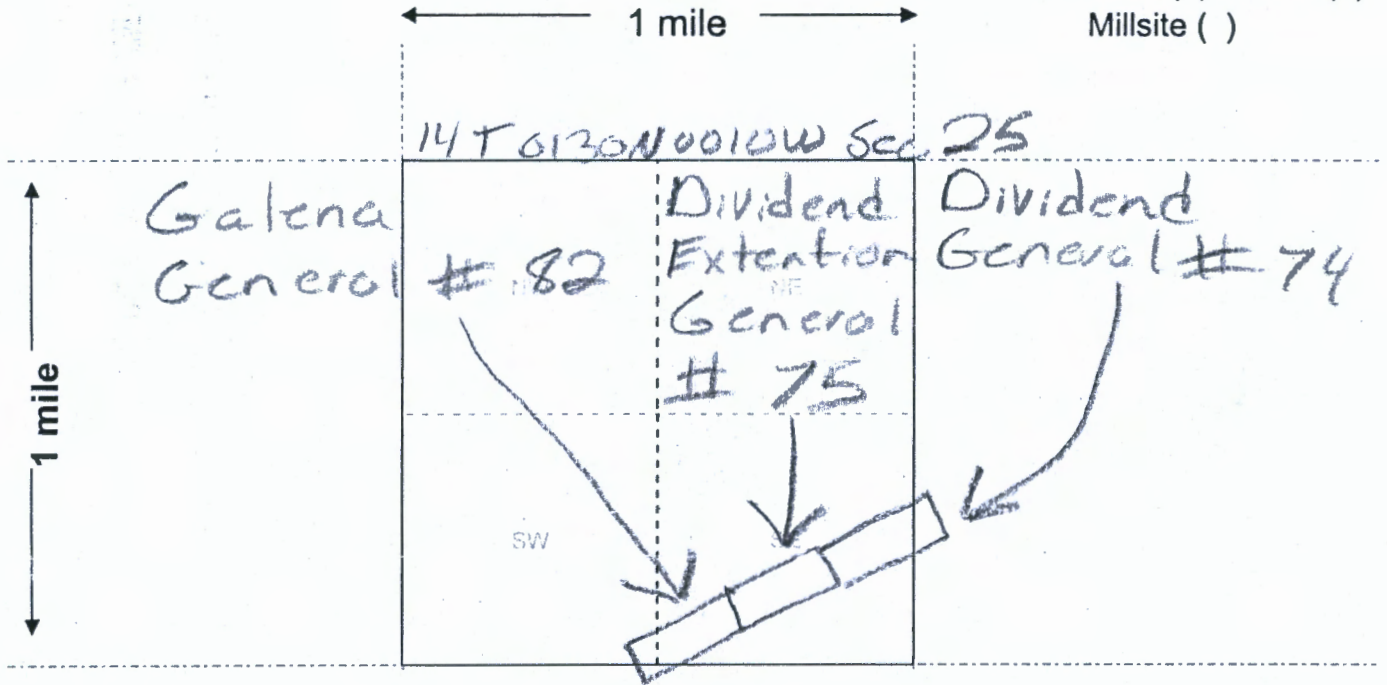 1 mile
Millsite ( )
14 T 0130N 0010W Sec 25
Galena
General # 82
Dividend
Extention
General
# 75
Dividend
General # 74
NE
1 mile
SW
SE